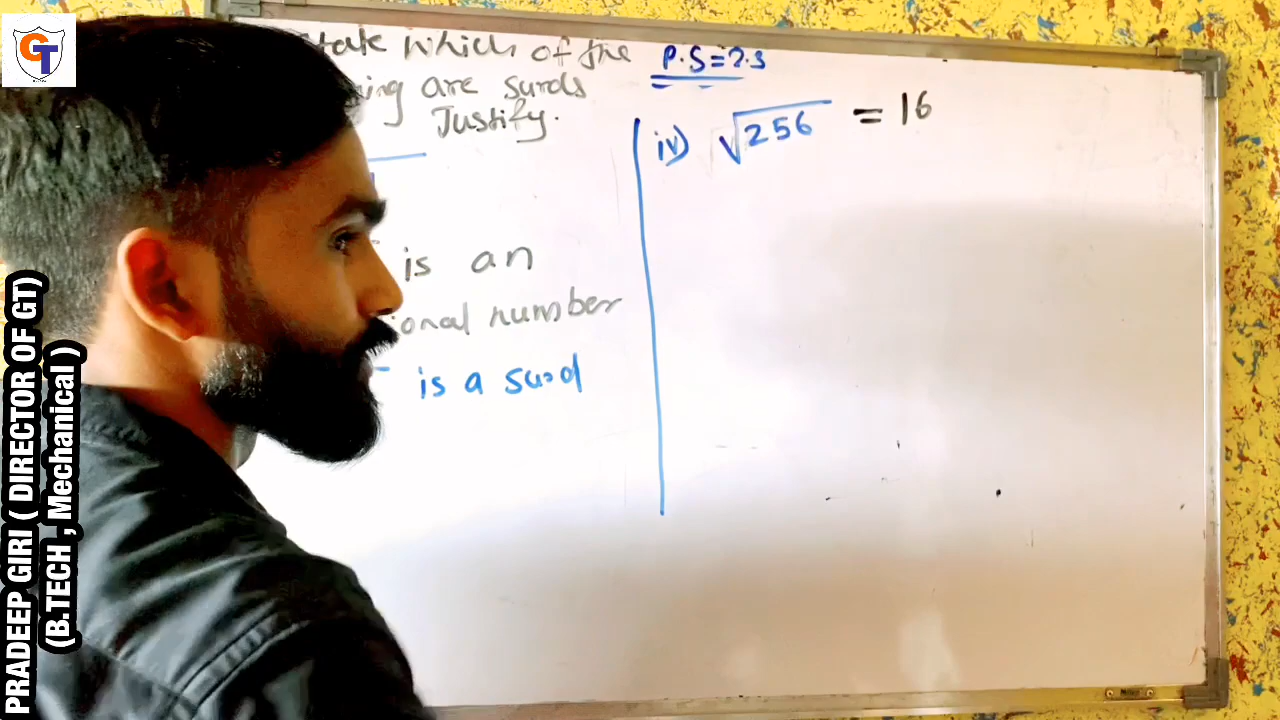 GT
tate which of the
ing are surds
Justify.
is an
ional number
is a surd
P.S = 2.3
iv) √256 = 16
PRADEEP GIRI ( DIRECTOR OF GT)
(B.TECH , Mechanical )